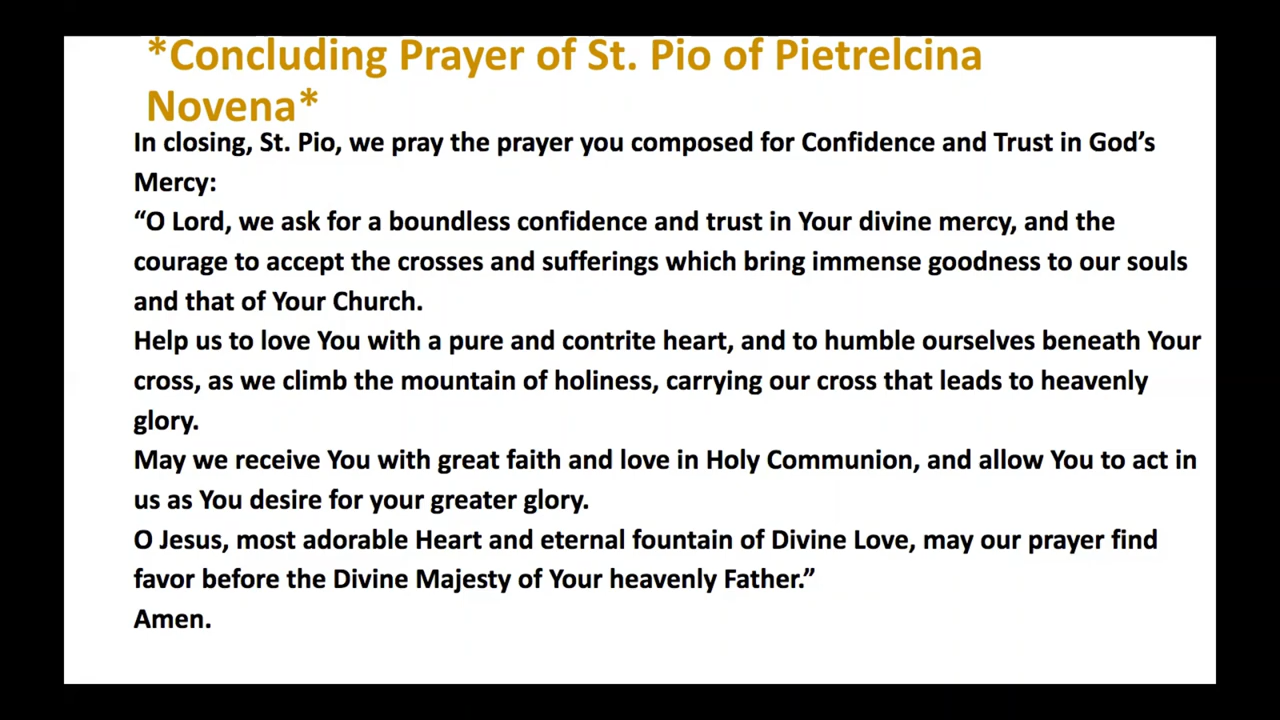 *Concluding Prayer of St. Pio of Pietrelcina
Novena*
In closing, St. Pio, we pray the prayer you composed for Confidence and Trust in God’s
Mercy:
“O Lord, we ask for a boundless confidence and trust in Your divine mercy, and the
courage to accept the crosses and sufferings which bring immense goodness to our souls
and that of Your Church.
Help us to love You with a pure and contrite heart, and to humble ourselves beneath Your
cross, as we climb the mountain of holiness, carrying our cross that leads to heavenly
glory.
May we receive You with great faith and love in Holy Communion, and allow You to act in
us as You desire for your greater glory.
O Jesus, most adorable Heart and eternal fountain of Divine Love, may our prayer find
favor before the Divine Majesty of Your heavenly Father.”
Amen.